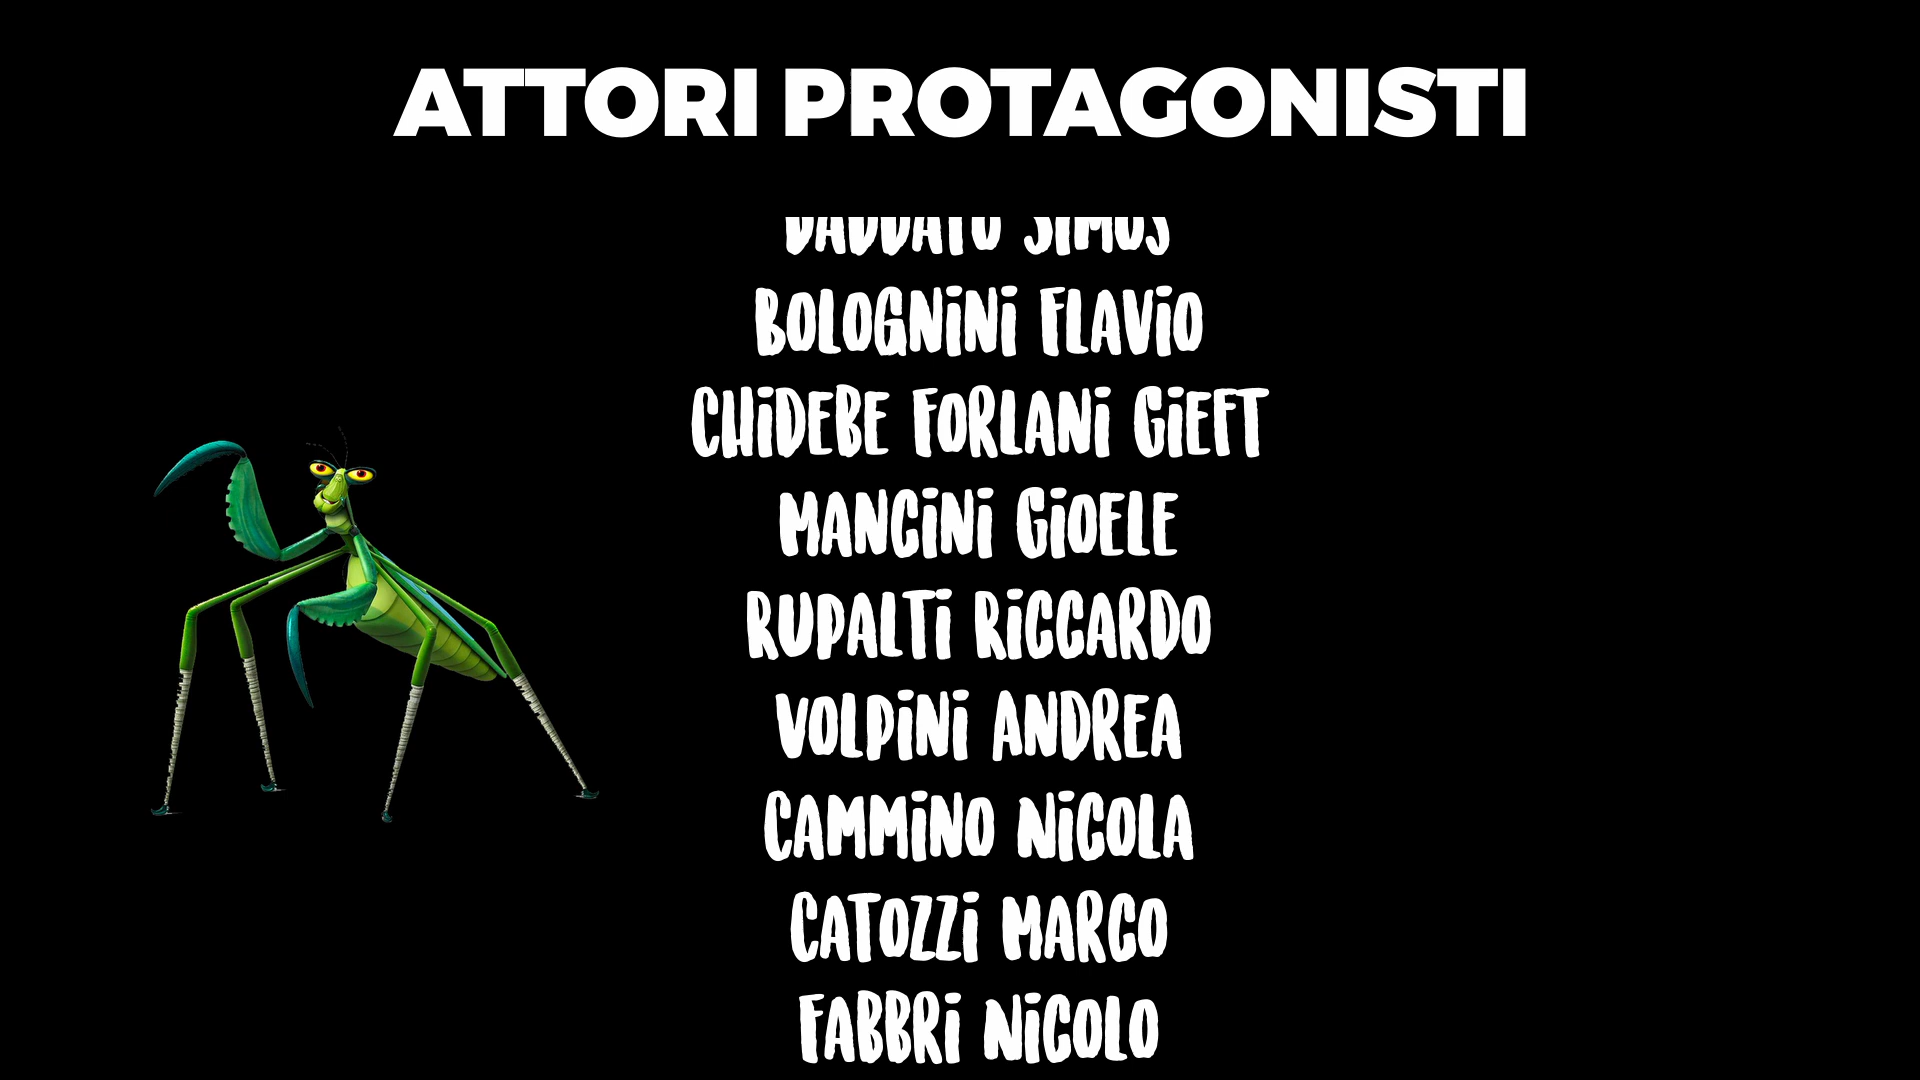 ATTORI PROTAGONISTI
BOLOGNINI FLAVIO
CHIDEBE FORLANI GIEFT
MANCINI GIOELE
RUPALTI RICCARDO
VOLPINI ANDREA
CAMMINO NICOLA
CATOZZI MARCO
FABBRI NICOLO